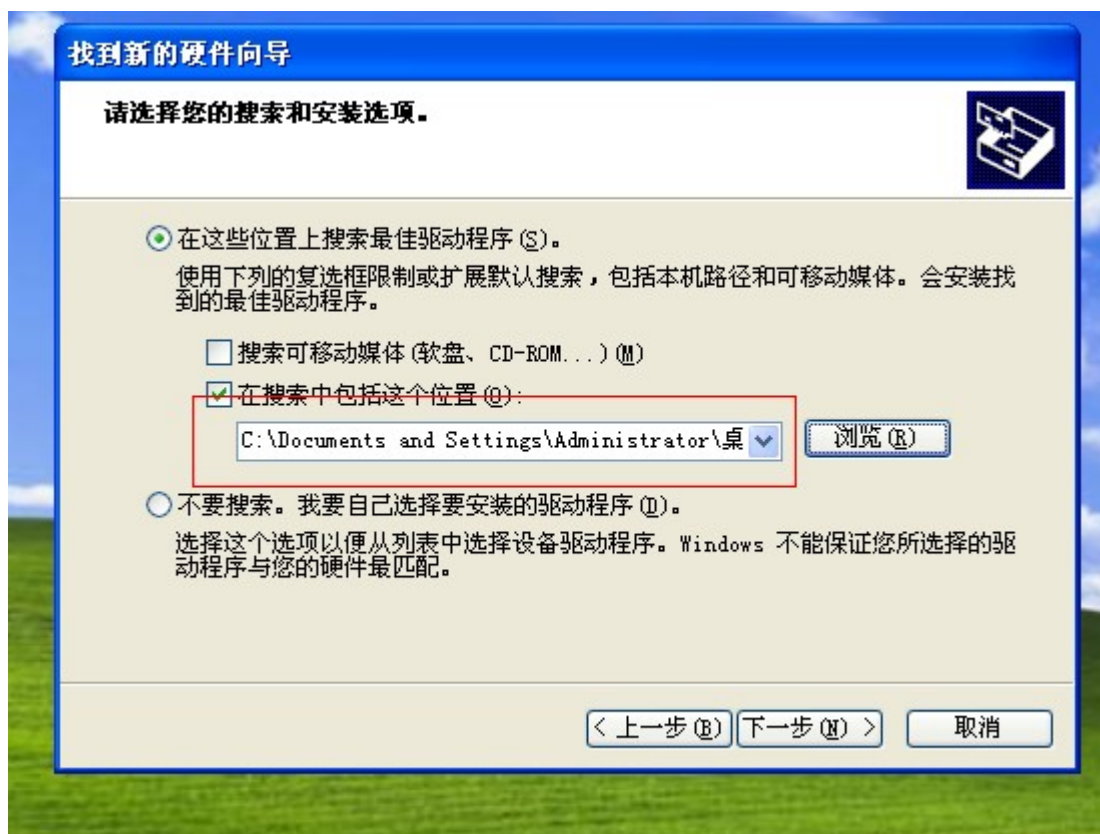 找到新的硬件向导
请选择您的搜索和安装选项。
在这些位置上搜索最佳驱动程序(S)。
使用下列的复选框限制或扩展默认搜索，包括本机路径和可移动媒体。会安装找
到的最佳驱动程序。
搜索可移动媒体(软盘、CD-ROM...)(M)
在搜索中包括这个位置(O):
C:\Documents and Settings\Administrator\桌
浏览(R)
不要搜索。我要自己选择要安装的驱动程序(D)。
选择这个选项以便从列表中选择设备驱动程序。Windows 不能保证您所选择的驱
动程序与您的硬件最匹配。
< 上一步(B) 下一步(N) > 取消